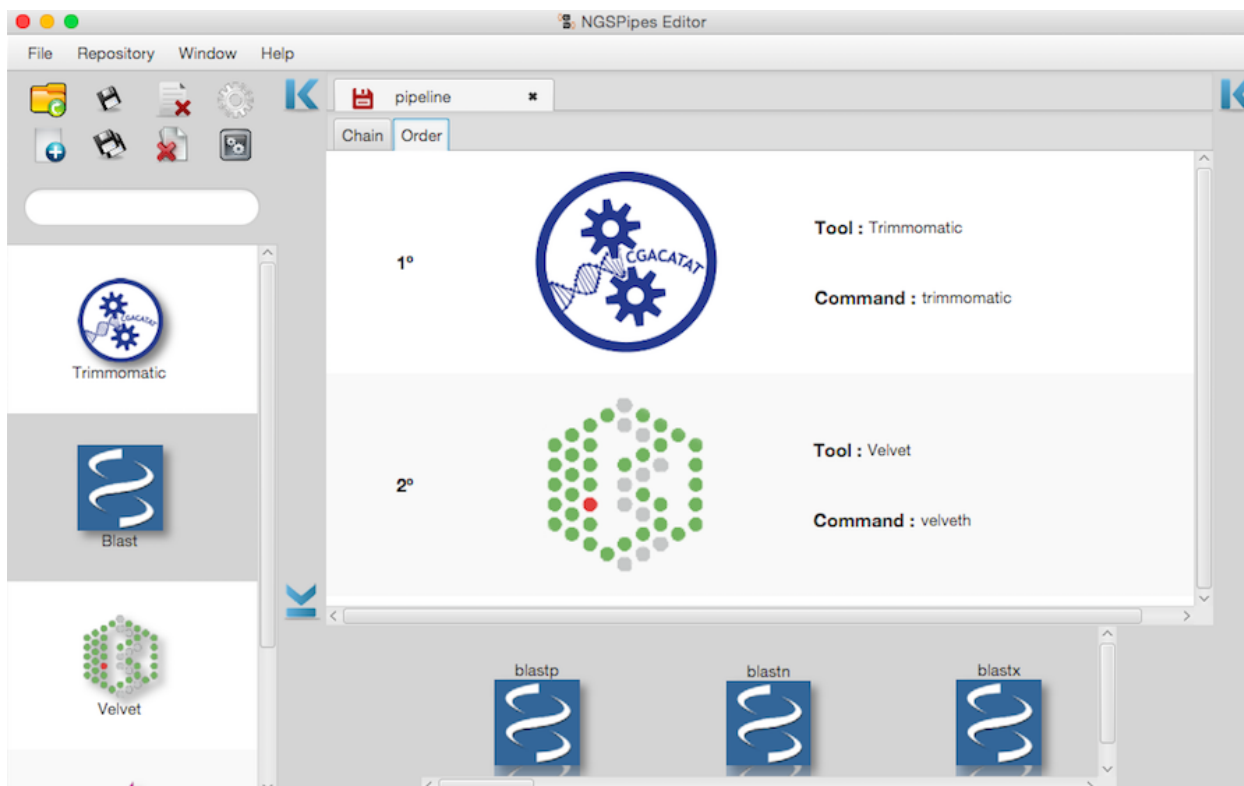 NGSPipes Editor
File Repository Window Help
pipeline
Chain Order
1º
CGACATAT
Tool : Trimmomatic
Command : trimmomatic
2º
Tool : Velvet
Command : velveth
CGACATAT
Trimmomatic
Blast
Velvet
blastp blastn blastx